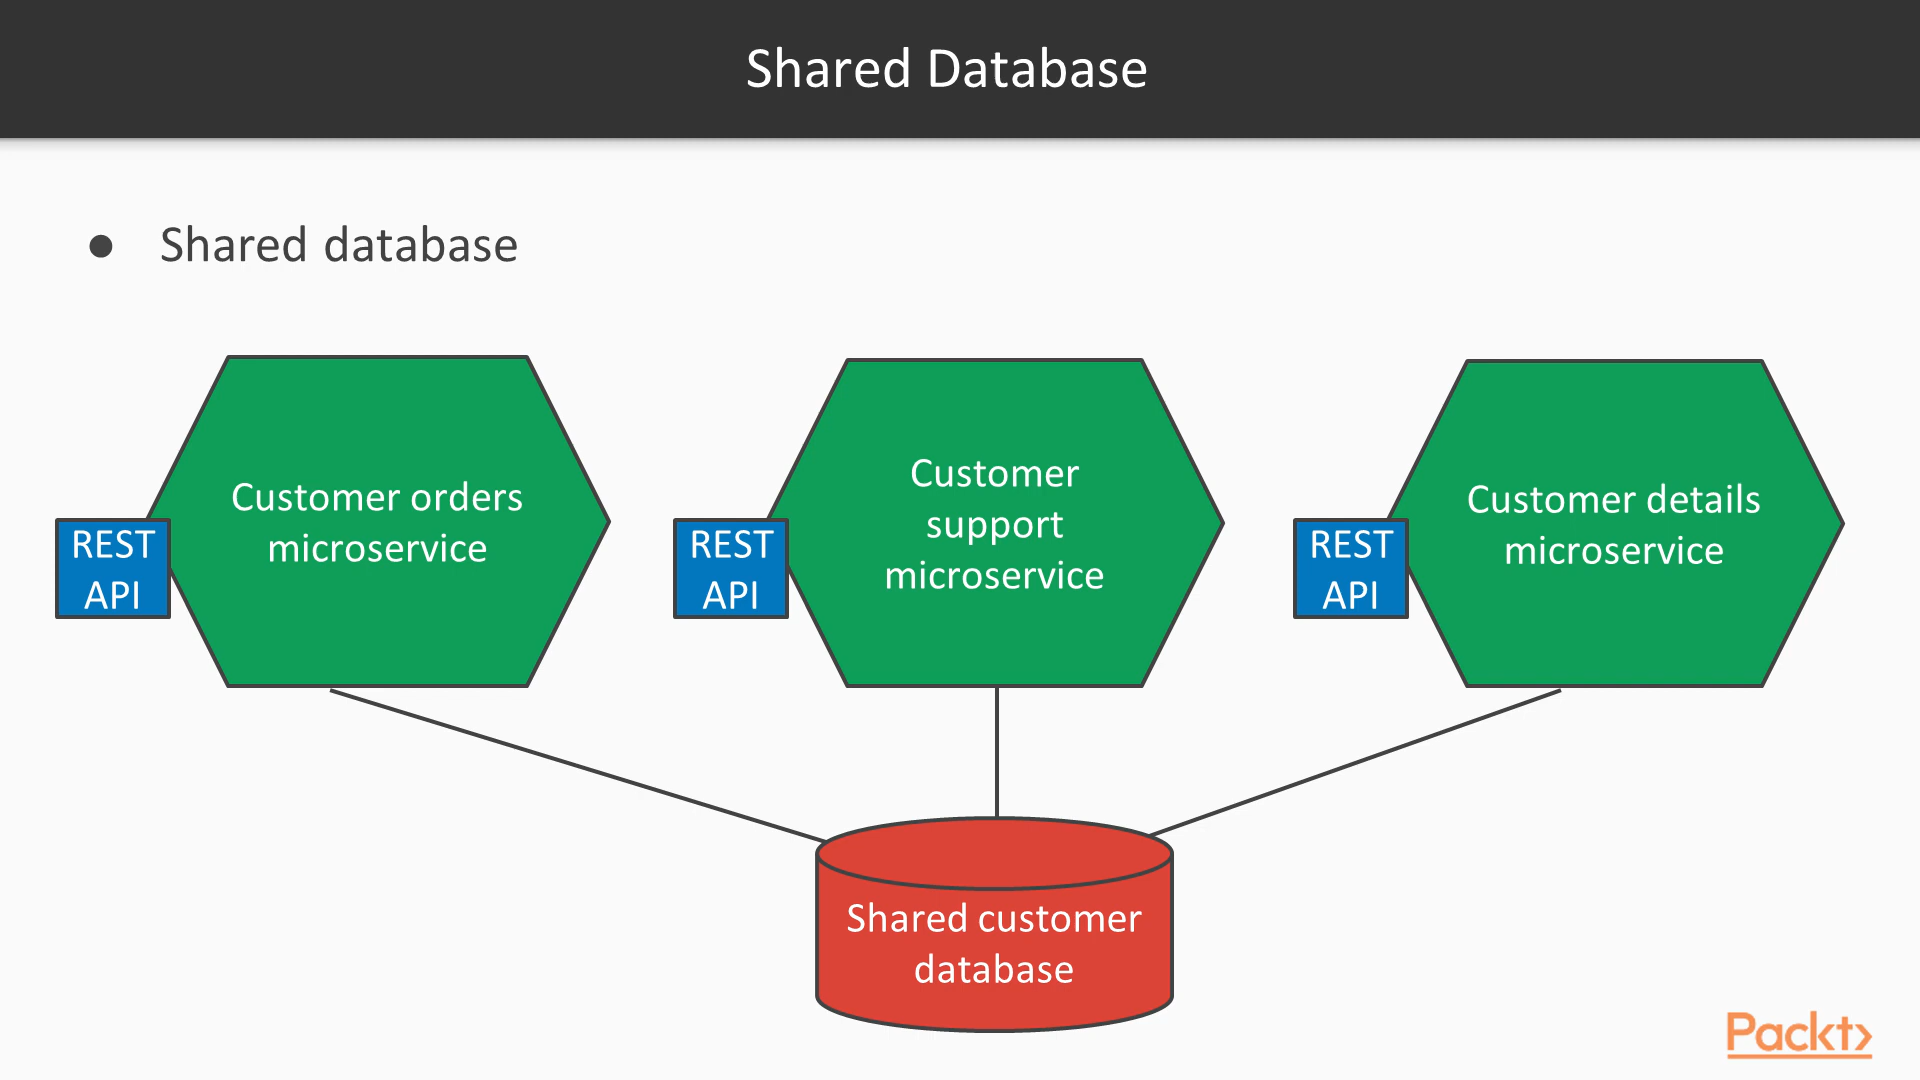 Shared Database
● Shared database
Customer orders
microservice
REST
API
Customer
support
microservice
REST
API
Customer details
microservice
REST
API
Shared customer
database
Packt>